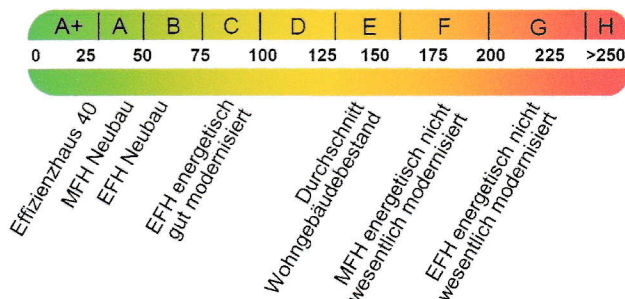 A+ A B C D E F G H
0 25 50 75 100 125 150 175 200 225 >250
Effizienzhaus 40
MFH Neubau
EFH Neubau
EFH energetisch
gut modernisiert
Durchschnitt
Wohngebäudebestand
MFH energetisch nicht
wesentlich modernisiert
EFH energetisch nicht
wesentlich modernisiert